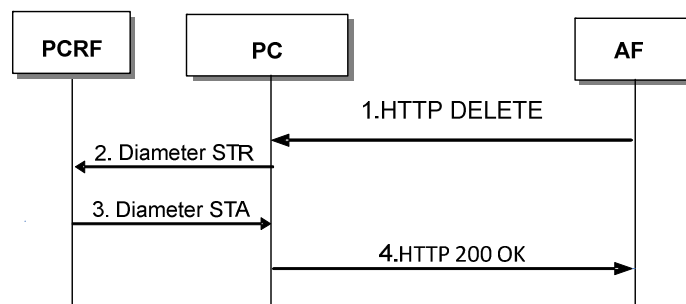 PCRF
PC
AF
1.HTTP DELETE
2. Diameter STR
3. Diameter STA
4.HTTP 200 OK